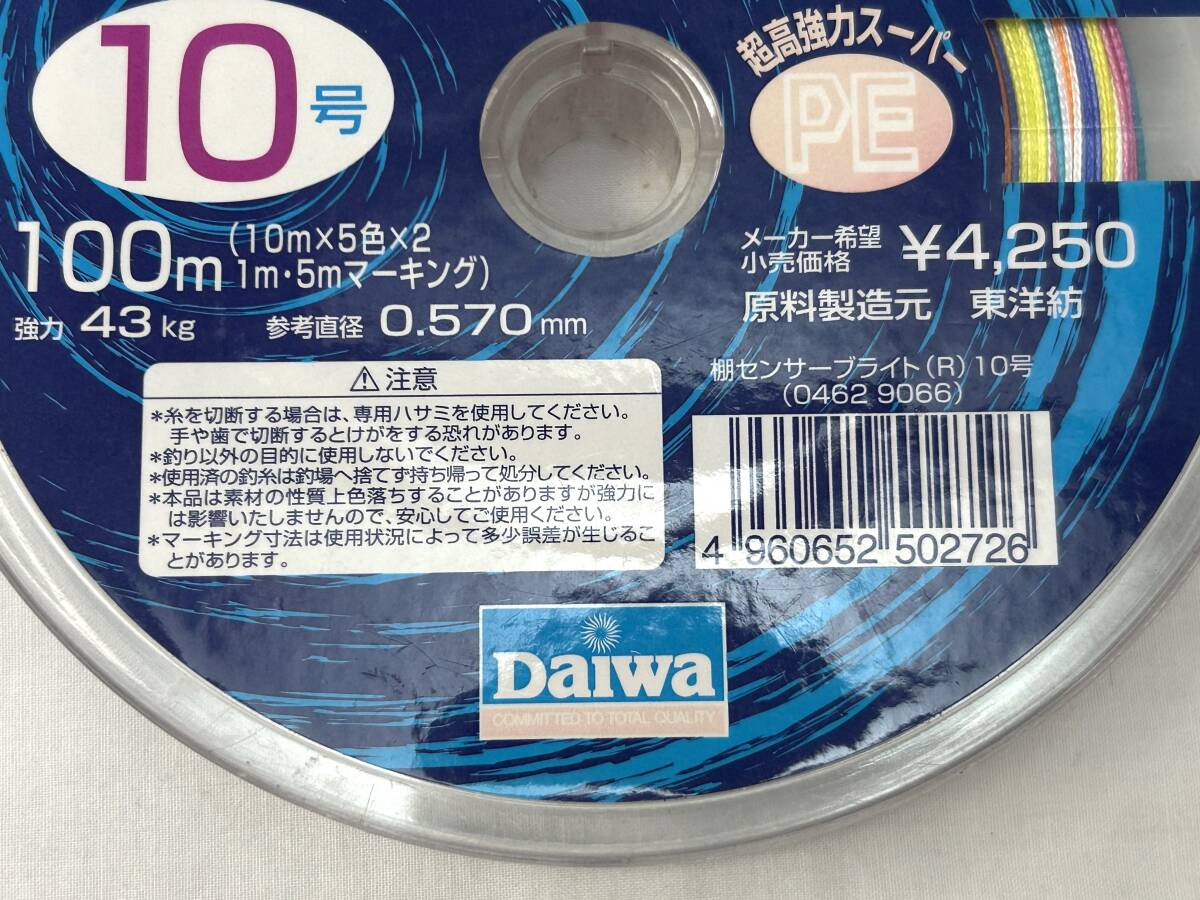 10号
100m (10m×5色×2
1m・5mマーキング)
強力 43kg 参考直径 0.570mm
超高強力スーパー
PE
メーカー希望
小売価格 ¥4,250
原料製造元 東洋紡
棚センサーブライト(R)10号
(0462 9066)
4 960652 502726
⚠注意
*糸を切断する場合は、専用ハサミを使用してください。
手や歯で切断するとけがをする恐れがあります。
*釣り以外の目的に使用しないでください。
*使用済の釣糸は釣場へ捨てず持ち帰って処分してください。
*本品は素材の性質上色落ちすることがありますが強力に
は影響いたしませんので、安心してご使用ください。
*マーキング寸法は使用状況によって多少誤差が生じるこ
とがあります。
Daiwa
COMMITTED TO TOTAL QUALITY